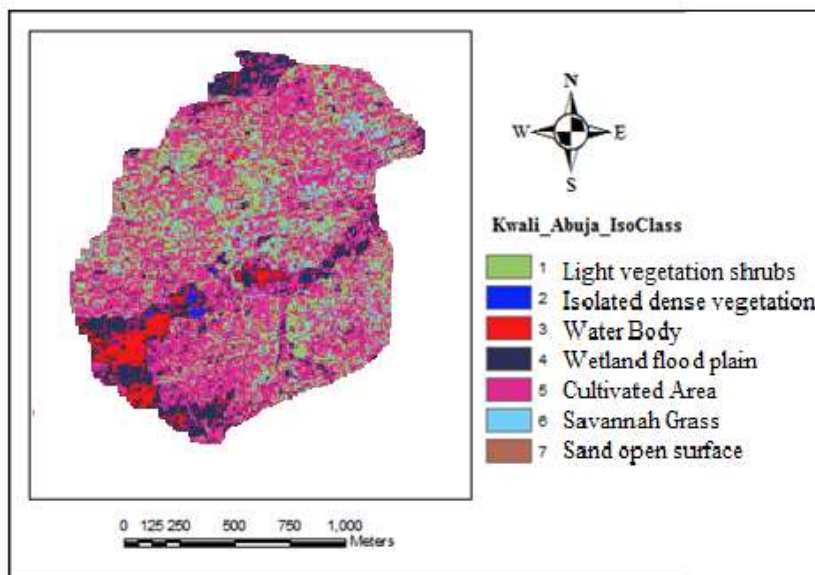 N
W E
S
Kwali_Abuja_IsoClass
1 Light vegetation shrubs
2 Isolated dense vegetation
3 Water Body
4 Wetland flood plain
5 Cultivated Area
6 Savannah Grass
7 Sand open surface
0 125 250 500 750 1,000
Meters